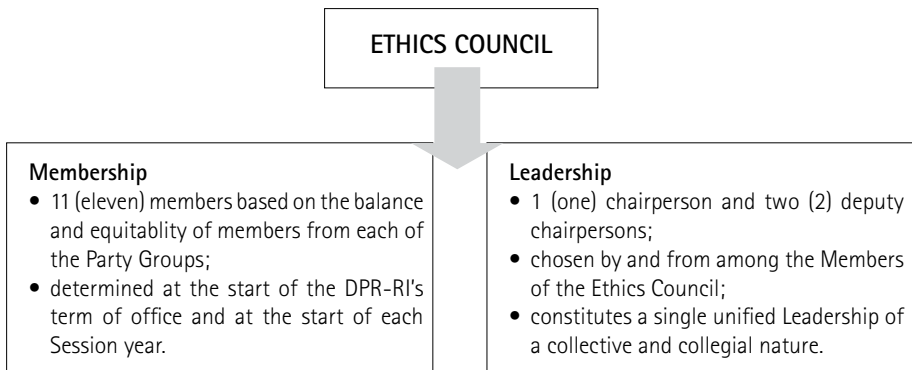 ETHICS COUNCIL
Membership
• 11 (eleven) members based on the balance
and equitablity of members from each of
the Party Groups;
• determined at the start of the DPR-RI's
term of office and at the start of each
Session year.
Leadership
• 1 (one) chairperson and two (2) deputy
chairpersons;
• chosen by and from among the Members
of the Ethics Council;
• constitutes a single unified Leadership of
a collective and collegial nature.